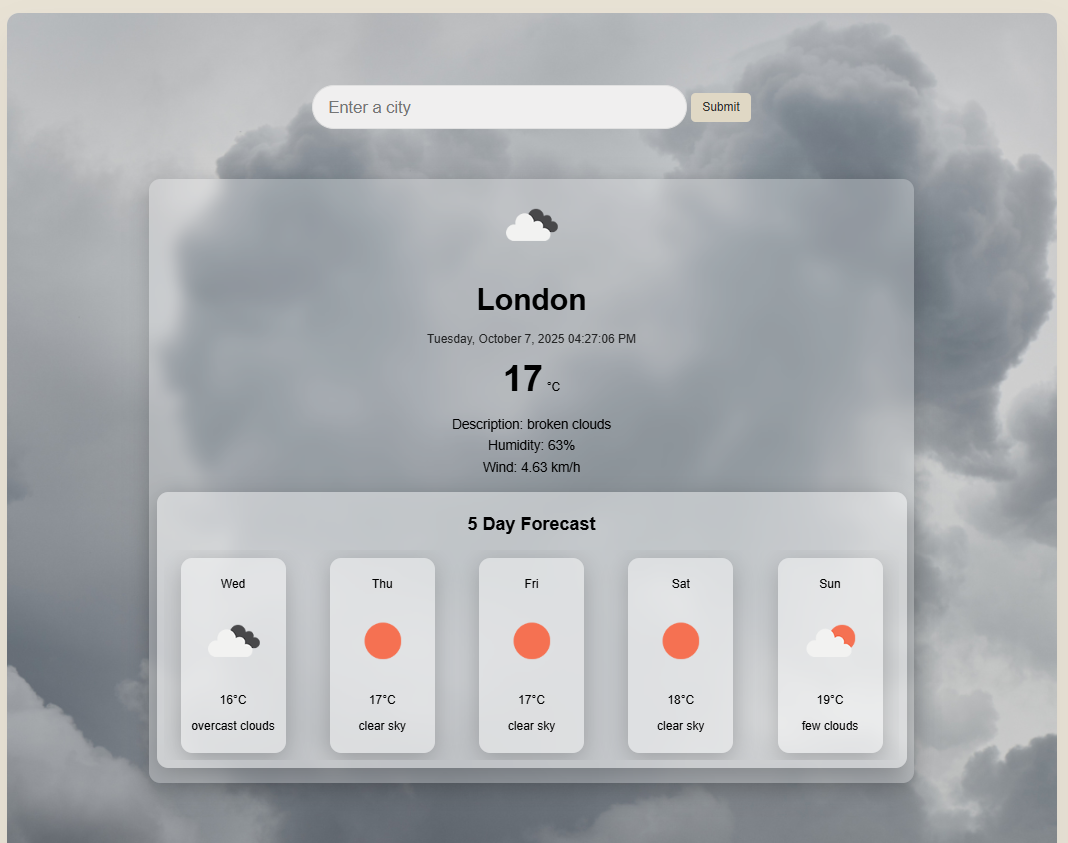 Enter a city
Submit
London
Tuesday, October 7, 2025 04:27:06 PM
17 °C
Description: broken clouds
Humidity: 63%
Wind: 4.63 km/h
5 Day Forecast
Wed
16°C
overcast clouds
Thu
17°C
clear sky
Fri
17°C
clear sky
Sat
18°C
clear sky
Sun
19°C
few clouds